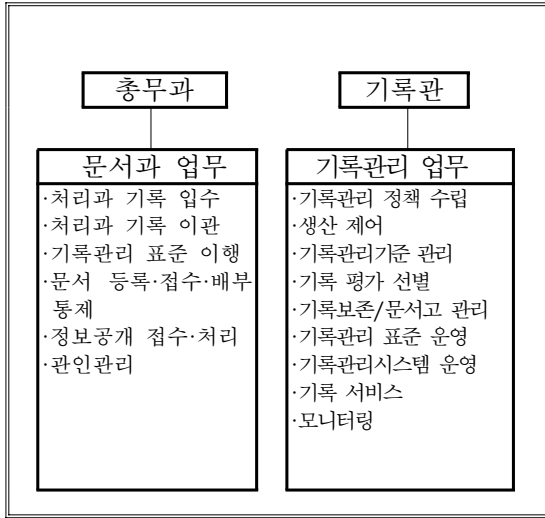 총무과
문서과 업무
·처리과 기록 입수
·처리과 기록 이관
·기록관리 표준 이행
·문서 등록·접수·배부
통제
·정보공개 접수·처리
·관인관리
기록관
기록관리 업무
·기록관리 정책 수립
·생산 제어
·기록관리기준 관리
·기록 평가 선별
·기록보존/문서고 관리
·기록관리 표준 운영
·기록관리시스템 운영
·기록 서비스
·모니터링